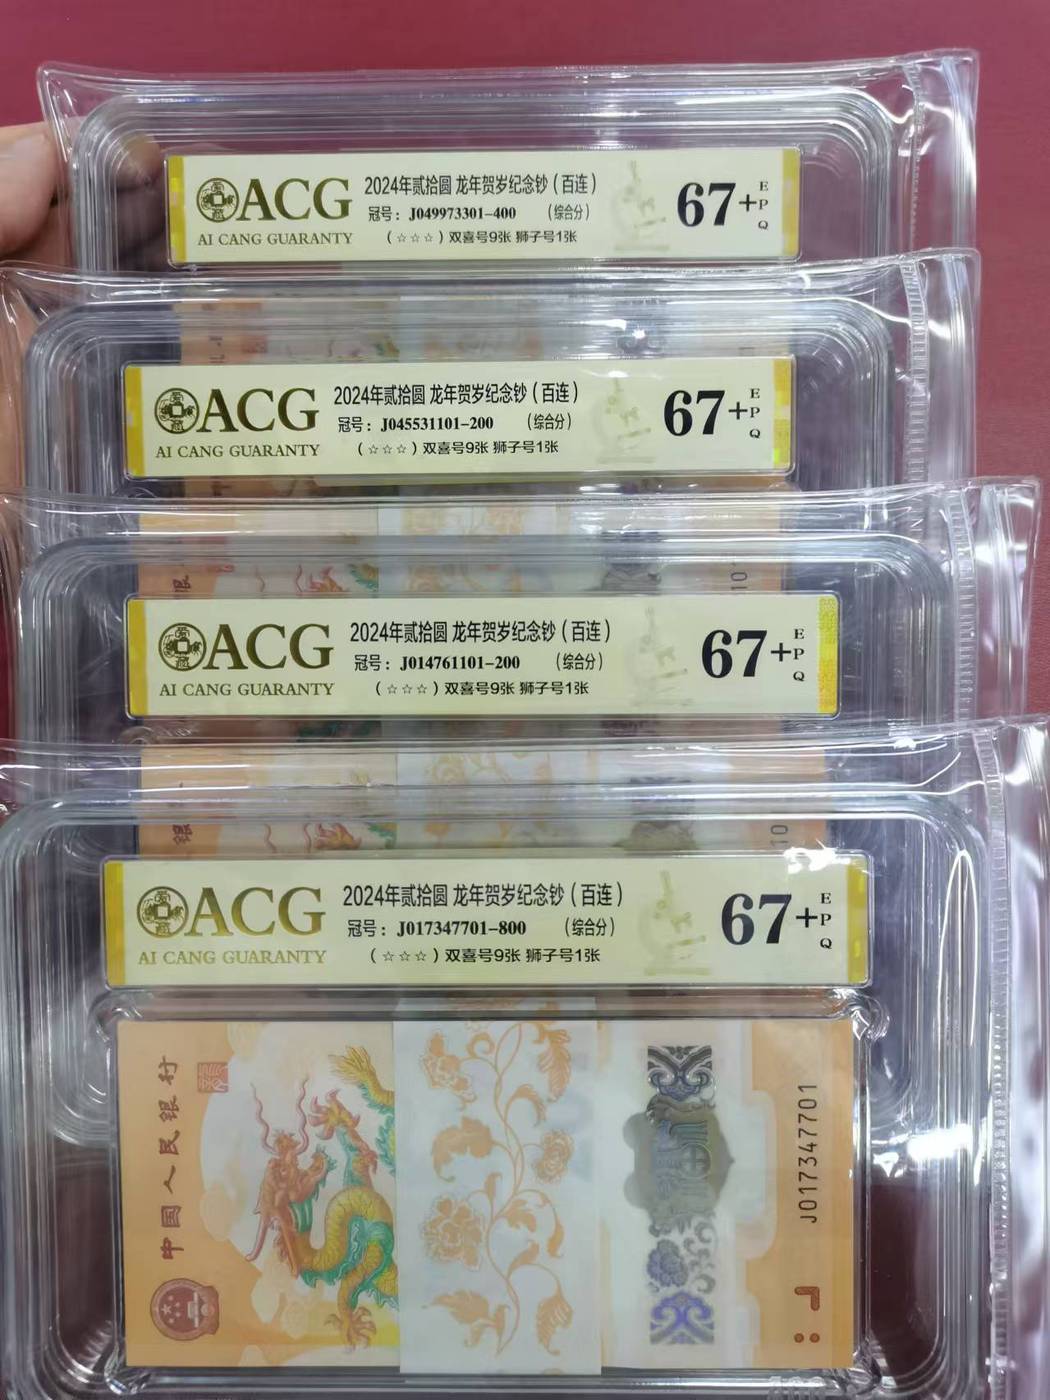 ACG
AI CANG GUARANTY
2024年贰拾圆 龙年贺岁纪念钞(百连)
冠号: J049973301-400 (综合分)
(☆☆☆)双喜号9张 狮子号1张
67+
EPQ
ACG
AI CANG GUARANTY
2024年贰拾圆 龙年贺岁纪念钞(百连)
冠号: J045531101-200 (综合分)
(☆☆☆)双喜号9张 狮子号1张
67+
EPQ
ACG
AI CANG GUARANTY
2024年贰拾圆 龙年贺岁纪念钞(百连)
冠号: J014761101-200 (综合分)
(☆☆☆)双喜号9张 狮子号1张
67+
EPQ
银
ACG
AI CANG GUARANTY
2024年贰拾圆 龙年贺岁纪念钞(百连)
冠号: J017347701-800 (综合分)
(☆☆☆)双喜号9张 狮子号1张
67+
EPQ
中国人民银行
J017347701